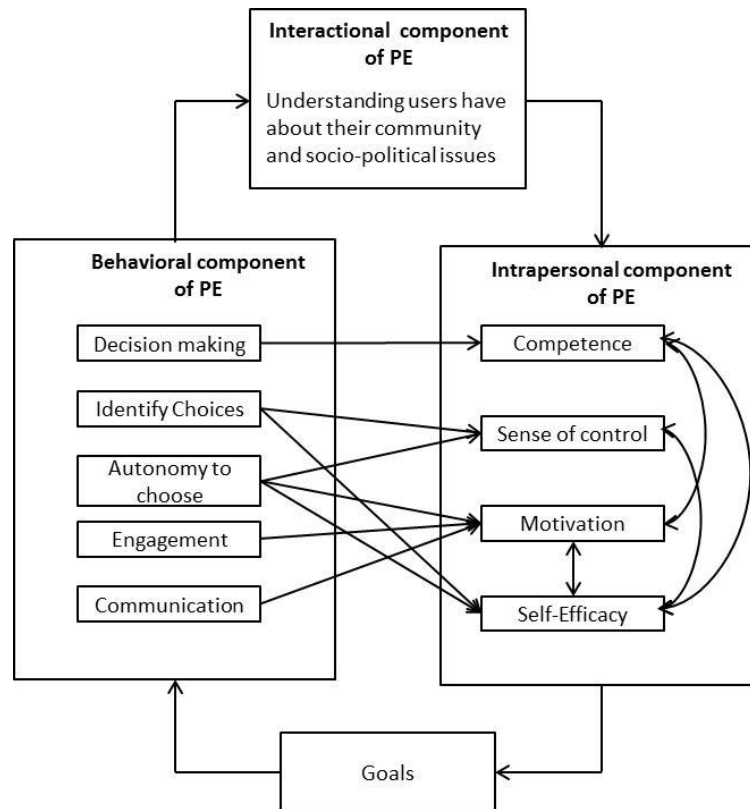 Interactional component
of PE
Understanding users have
about their community
and socio-political issues
Behavioral component
of PE
Decision making
Identify Choices
Autonomy to
choose
Engagement
Communication
Intrapersonal component
of PE
Competence
Sense of control
Motivation
Self-Efficacy
Goals